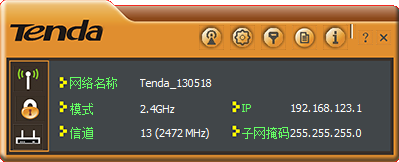 Tenda
? ×
网络名称 Tenda_130518
模式 2.4GHz IP 192.168.123.1
信道 13 (2472 MHz) 子网掩码 255.255.255.0